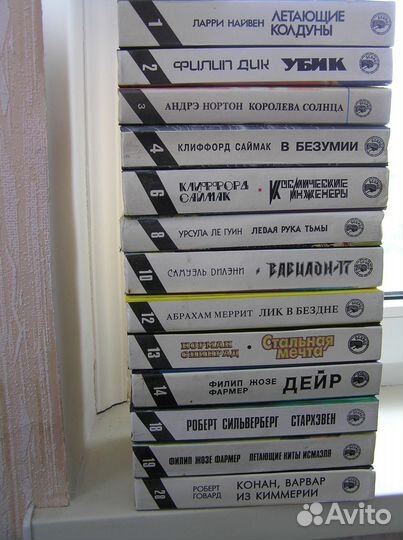 1 ЛАРРИ НАЙВЕН ЛЕТАЮЩИЕ
КОЛДУНЫ
2 ФИЛИП ДИК УБИК
3 АНДРЭ НОРТОН КОРОЛЕВА СОЛНЦА
4 КЛИФФОРД САЙМАК В БЕЗУМИИ
6 КЛИФФОРД
САЙМАК • КОСМИЧЕСКИЕ
ИНЖЕНЕРЫ
8 УРСУЛА ЛЕ ГУИН ЛЕВАЯ РУКА ТЬМЫ
10 САМУЭЛЬ ДИЛЭНИ • ВАВИЛОН-17
12 АБРАХАМ МЕРРИТ ЛИК В БЕЗДНЕ
13 НОРМАН
СПИНРАД • Стальная
мечта
14 ФИЛИП ЖОЗЕ
ФАРМЕР ДЕЙР
18 РОБЕРТ СИЛЬВЕРБЕРГ СТАРХЭВЕН
19 ФИЛИП ЖОЗЕ ФАРМЕР ЛЕТАЮЩИЕ КИТЫ ИСМАЭЛЯ
28 РОБЕРТ
ГОВАРД КОНАН, ВАРВАР
ИЗ КИММЕРИИ
Avito